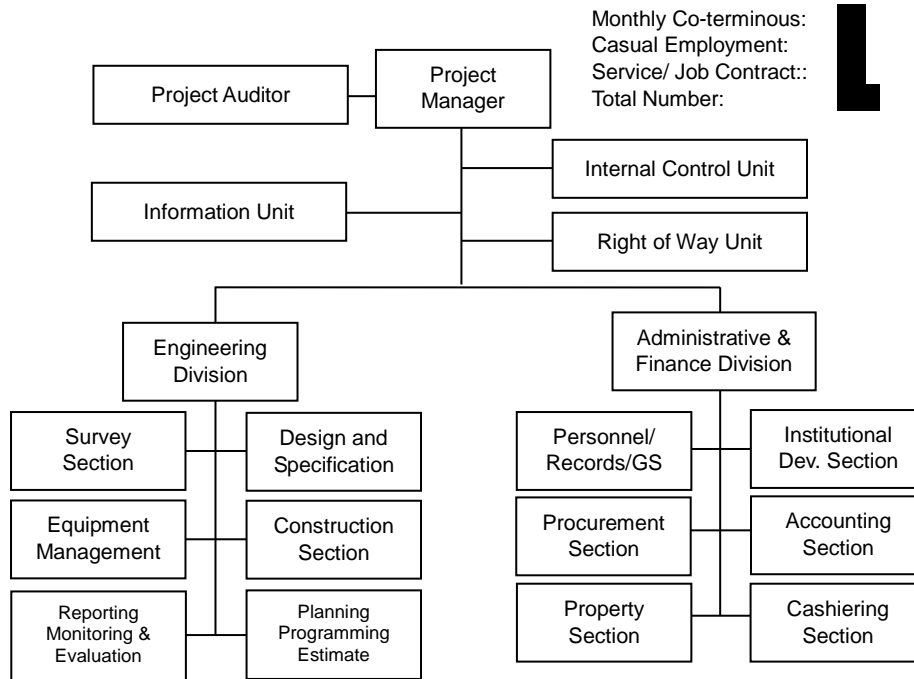 Monthly Co-terminous:
Casual Employment:
Service/ Job Contract::
Total Number:
Project Auditor
Project
Manager
Internal Control Unit
Information Unit
Right of Way Unit
Engineering
Division
Administrative &
Finance Division
Survey
Section
Design and
Specification
Personnel/
Records/GS
Institutional
Dev. Section
Equipment
Management
Construction
Section
Procurement
Section
Accounting
Section
Reporting
Monitoring &
Evaluation
Planning
Programming
Estimate
Property
Section
Cashiering
Section